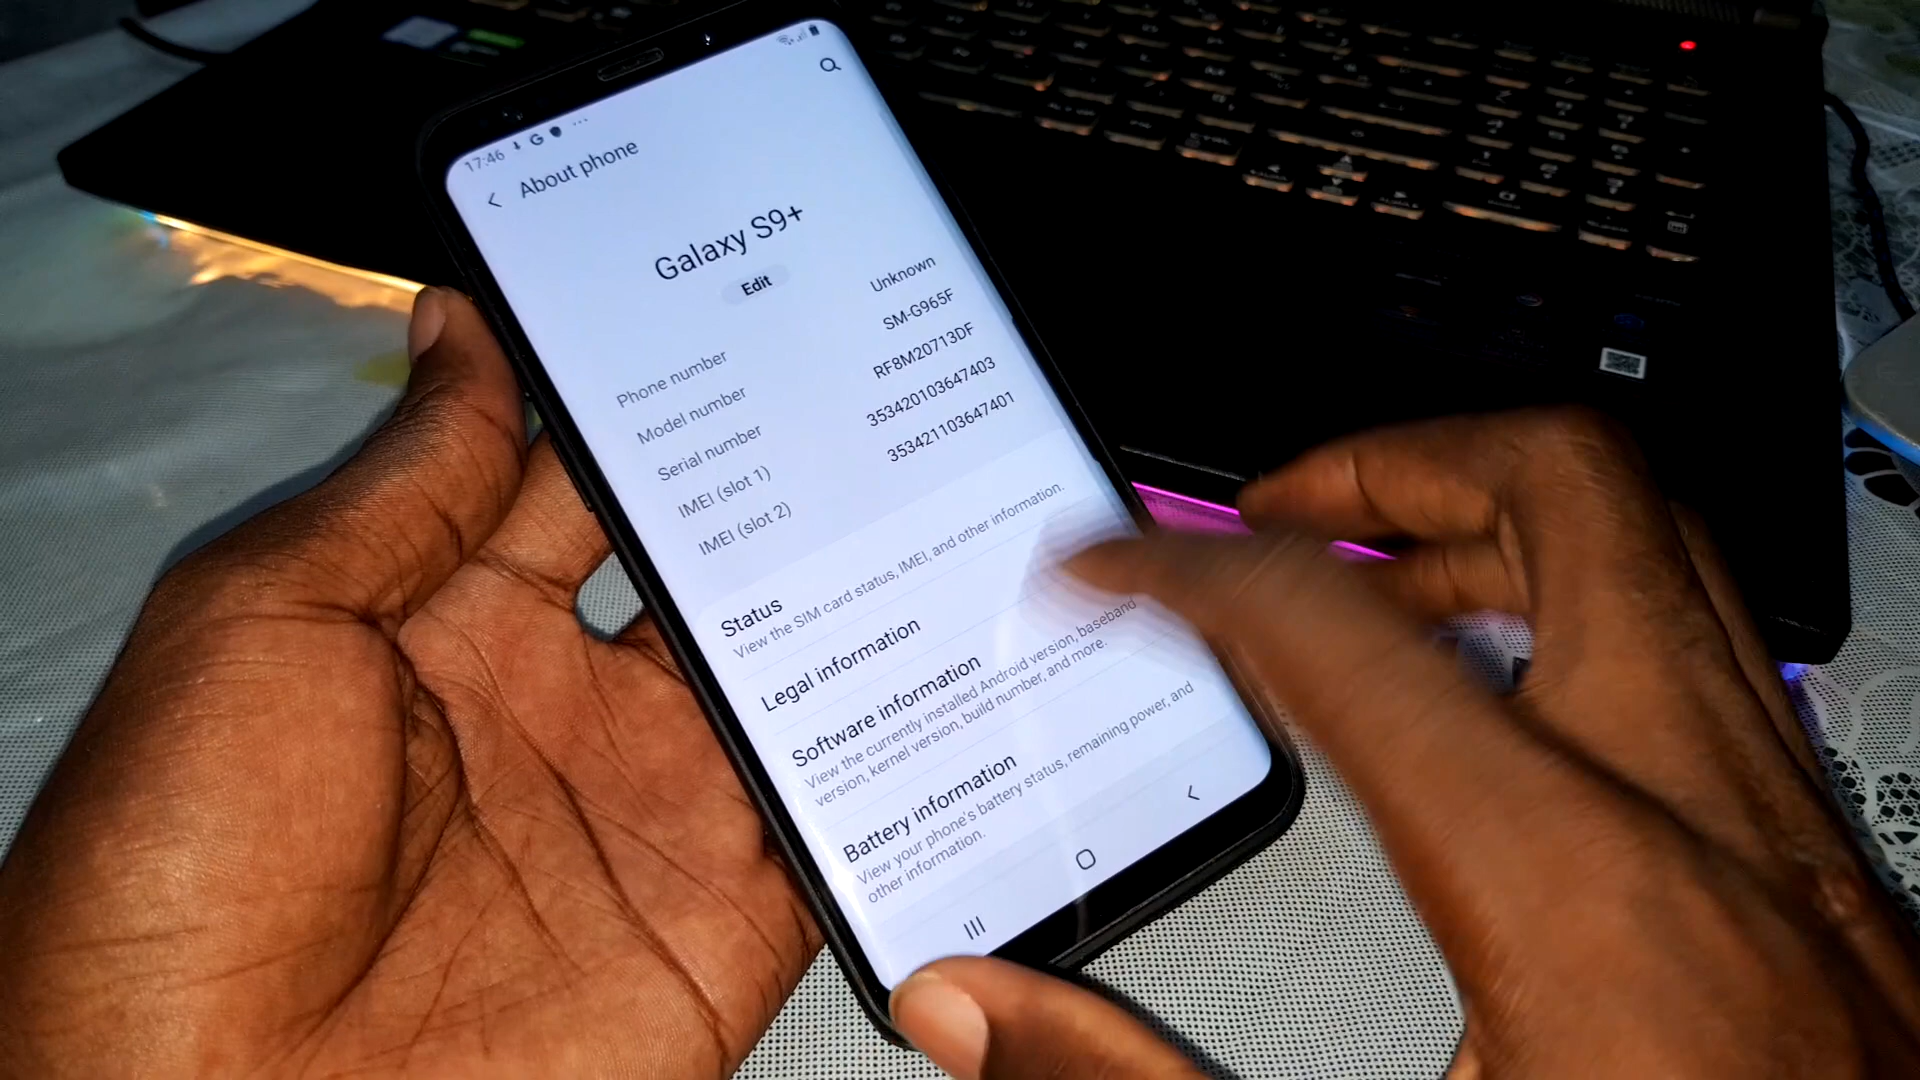 17:46 G ...
About phone
Galaxy S9+
Edit
Phone number Unknown
Model number SM-G965F
Serial number RF8M20713DF
IMEI (slot 1) 353420103647403
IMEI (slot 2) 353421103647401
Status
View the SIM card status, IMEI, and other information.
Legal information
Software information
View the currently installed Android version, baseband
version, kernel version, build number, and more.
Battery information
View your phone's battery status, remaining power, and
other information.